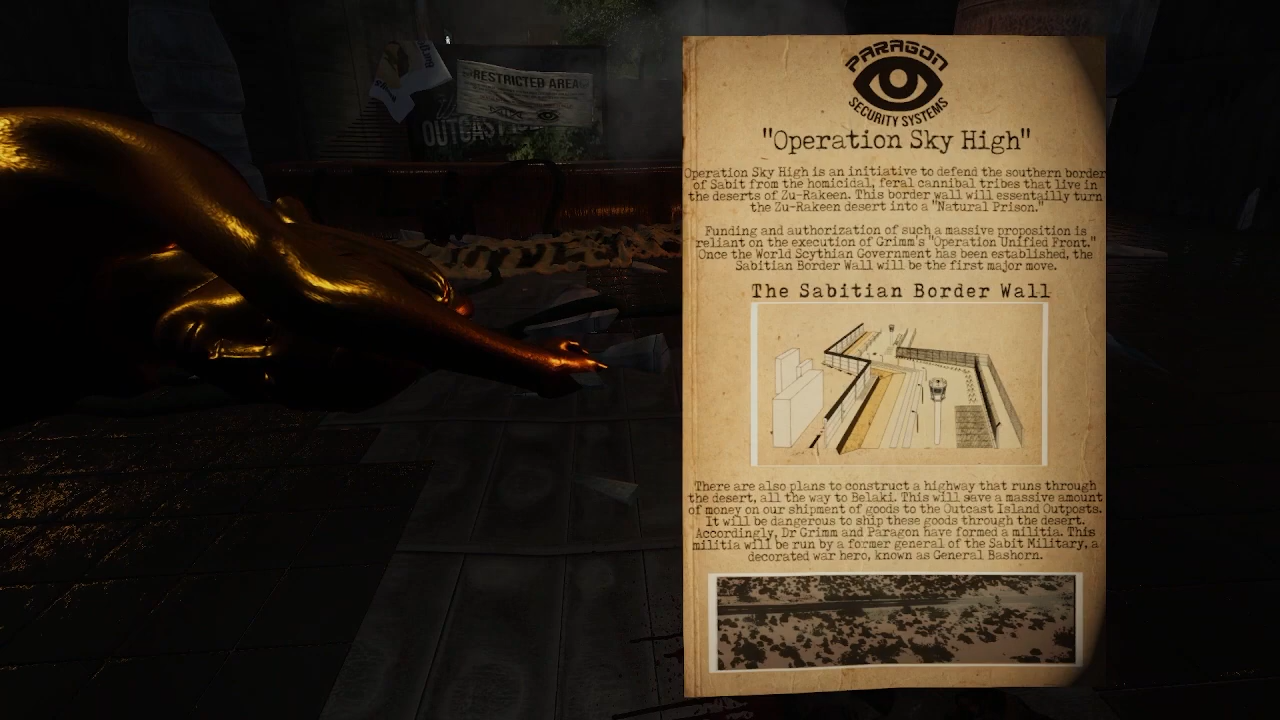 RESTRICTED AREA
OUTCAST
PARAGON
SECURITY SYSTEMS
"Operation Sky High"
Operation Sky High is an initiative to defend the southern border
of Sabit from the homicidal, feral cannibal tribes that live in
the deserts of Zu-Rakeen. This border wall will essentailly turn
the Zu-Rakeen desert into a "Natural Prison."
Funding and authorization of such a massive proposition is
reliant on the execution of Grimm's "Operation Unified Front."
Once the World Scythian Government has been established, the
Sabitian Border Wall will be the first major move.
The Sabitian Border Wall
There are also plans to construct a highway that runs through
the desert, all the way to Belaki. This will save a massive amount
of money on our shipment of goods to the Outcast Island Outposts.
It will be dangerous to ship these goods through the desert.
Accordingly, Dr Grimm and Paragon have formed a militia. This
militia will be run by a former general of the Sabit Military, a
decorated war hero, known as General Bashorn.